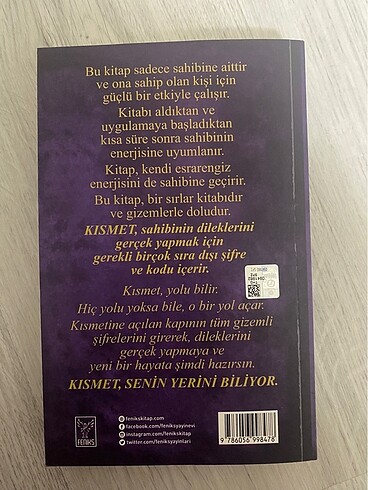 Bu kitap sadece sahibine aittir
ve ona sahip olan kişi için
güçlü bir etkiyle çalışır.
Kitabı aldıktan ve
uygulamaya başladıktan
kısa süre sonra sahibinin
enerjisine uyumlanır.
Kitap, kendi esrarengiz
enerjisini de sahibine geçirir.
Bu kitap, bir sırlar kitabıdır
ve gizemlerle doludur.
KISMET, sahibinin dileklerini
gerçek yapmak için
gerekli birçok sıra dışı şifre
ve kodu içerir.
Kısmet, yolu bilir.
Hiç yolu yoksa bile, o bir yol açar.
Kısmetine açılan kapının tüm gizemli
şifrelerini girerek, dileklerini
gerçek yapmaya ve
yeni bir hayata şimdi hazırsın.
KISMET, SENİN YERİNİ BİLİYOR.
FENİKS
fenikskitap.com
facebook.com/feniksyayinevi
instagram.com/fenikskitap
twitter.com/feniksyayinlari
9 786056 998478